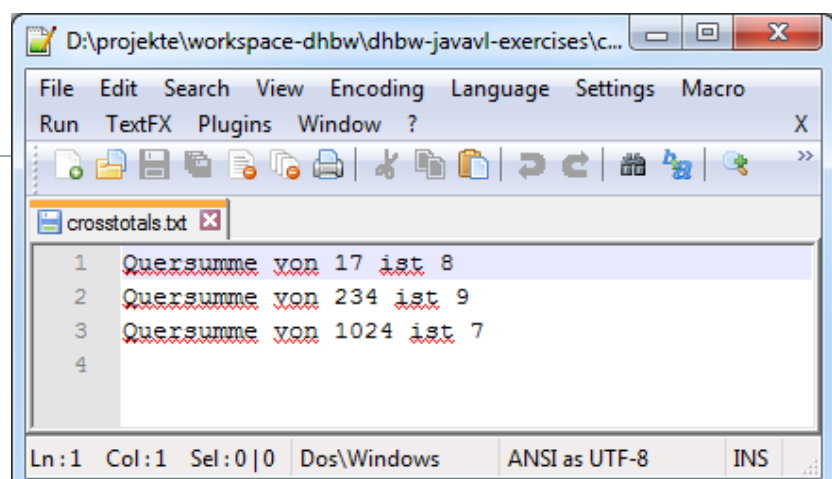 D:\projekte\workspace-dhbw\dhbw-javavl-exercises\c...
File Edit Search View Encoding Language Settings Macro
Run TextFX Plugins Window ? X
crosstotals.txt
1 Quersumme von 17 ist 8
2 Quersumme von 234 ist 9
3 Quersumme von 1024 ist 7
4
Ln:1 Col:1 Sel:0|0 Dos\Windows ANSI as UTF-8 INS